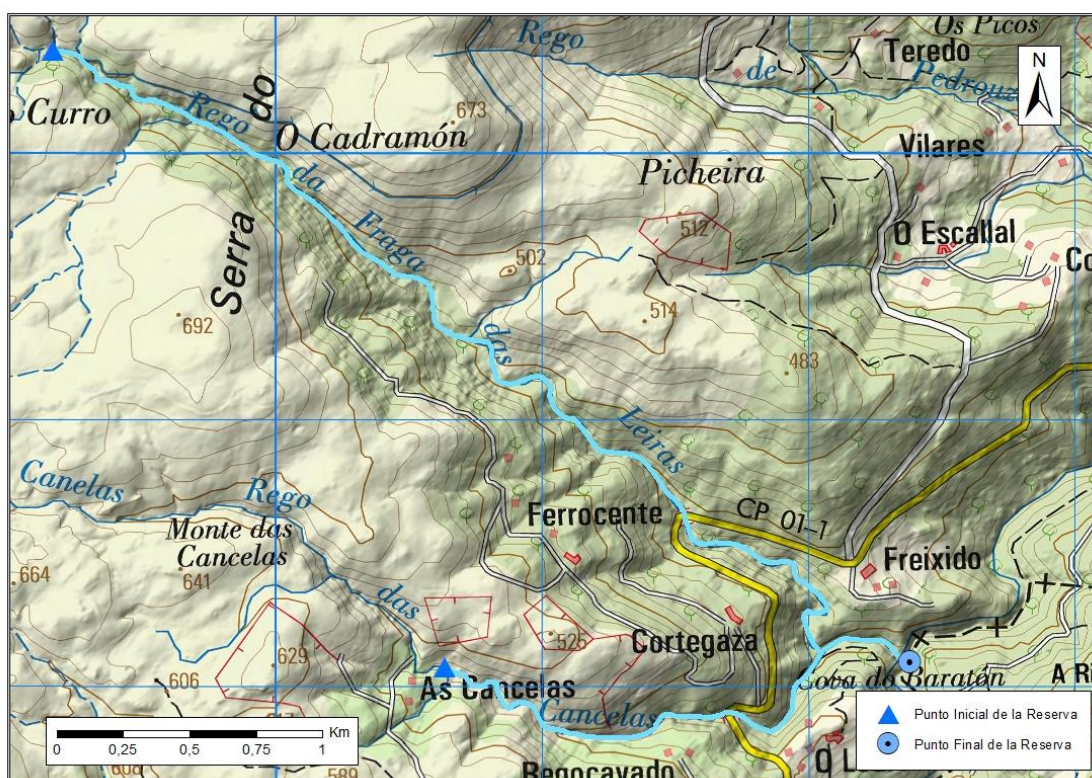 Os Picos
Rego
Teredo
de
Pedrouz
N
Curro
Rego
do
O Cadramón
673
Vilares
da
Picheira
Fraga
512
O Escallal
Co
Serra
502
692
514
das
483
Leiras
Canelas
Rego
CP 01-1
Ferrocente
Monte das
Cancelas
Freixido
664
641
das
526
Cortegaza
629
606
As Cancelas
Cova do Baratón
A R
Cancelas
Km
0 0,25 0,5 0,75 1
589
Regocavado
O L
Punto Inicial de la Reserva
Punto Final de la Reserva